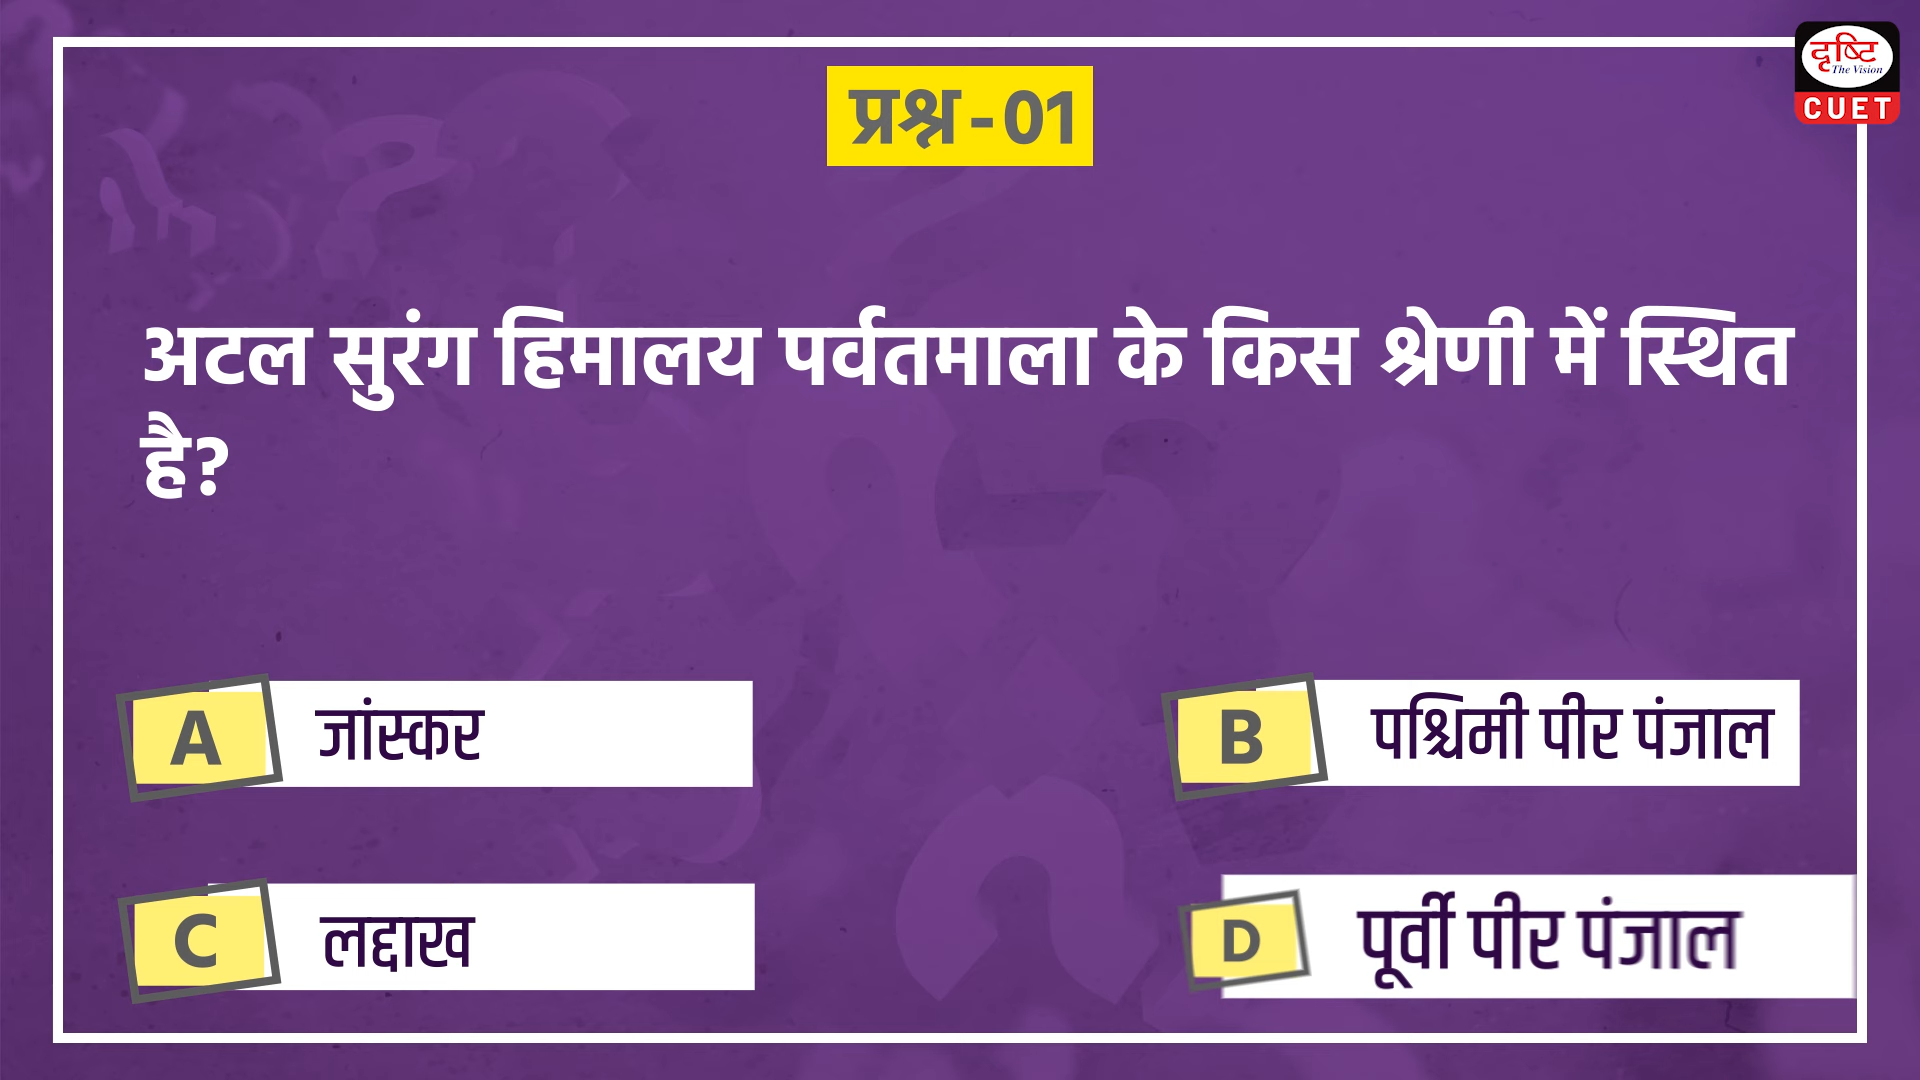 दृष्टि
The Vision
CUET
प्रश्न-01
अटल सुरंग हिमालय पर्वतमाला के किस श्रेणी में स्थित
है?
A जांस्कर
B पश्चिमी पीर पंजाल
C लद्दाख
D पूर्वी पीर पंजाल